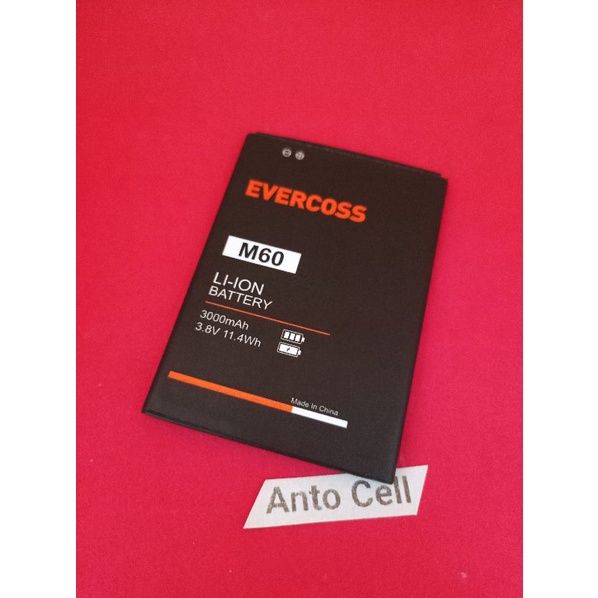 EVERCOSS
M60
LI-ION
BATTERY
3000mAh
3.8V 11.4Wh
Made In China
Anto Cell